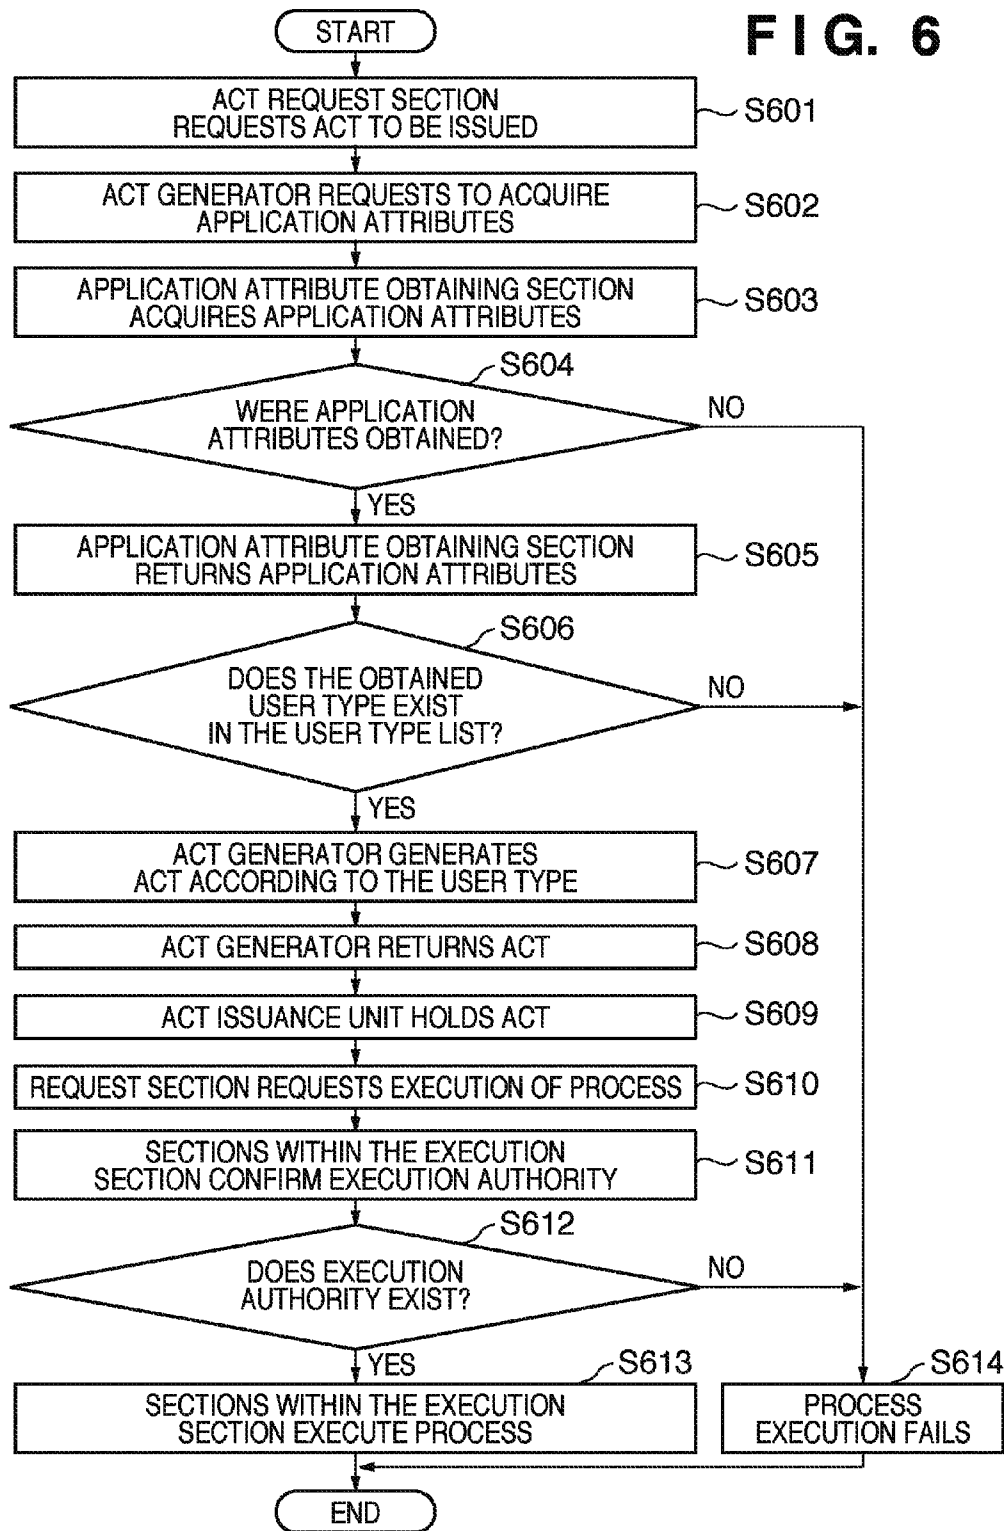 FIG. 6
START
ACT REQUEST SECTION
REQUESTS ACT TO BE ISSUED
S601
ACT GENERATOR REQUESTS TO ACQUIRE
APPLICATION ATTRIBUTES
S602
APPLICATION ATTRIBUTE OBTAINING SECTION
ACQUIRES APPLICATION ATTRIBUTES
S603
S604
WERE APPLICATION
ATTRIBUTES OBTAINED?
NO
YES
APPLICATION ATTRIBUTE OBTAINING SECTION
RETURNS APPLICATION ATTRIBUTES
S605
S606
DOES THE OBTAINED
USER TYPE EXIST
IN THE USER TYPE LIST?
NO
YES
ACT GENERATOR GENERATES
ACT ACCORDING TO THE USER TYPE
S607
ACT GENERATOR RETURNS ACT
S608
ACT ISSUANCE UNIT HOLDS ACT
S609
REQUEST SECTION REQUESTS EXECUTION OF PROCESS
S610
SECTIONS WITHIN THE EXECUTION
SECTION CONFIRM EXECUTION AUTHORITY
S611
S612
DOES EXECUTION
AUTHORITY EXIST?
NO
YES
S613
SECTIONS WITHIN THE EXECUTION
SECTION EXECUTE PROCESS
S614
PROCESS
EXECUTION FAILS
END